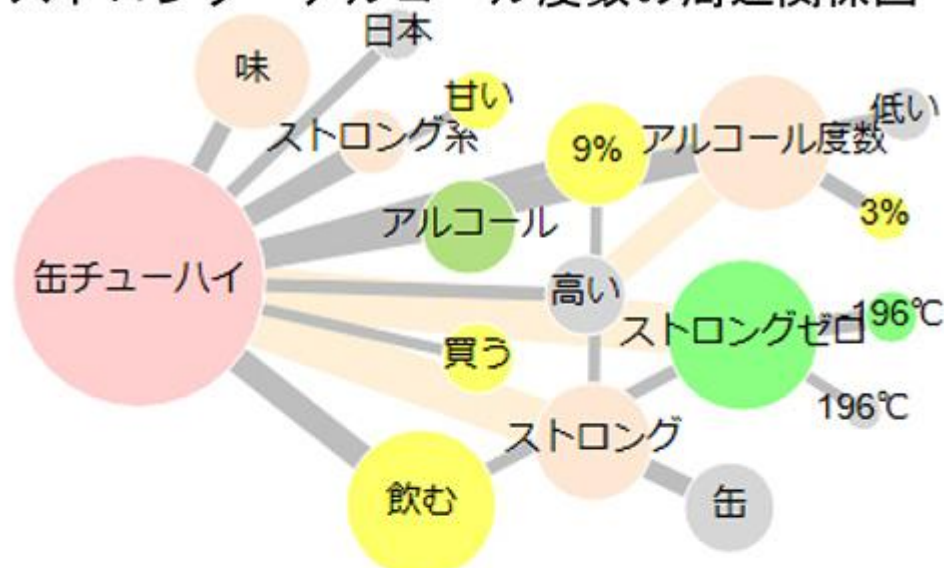 日本
味
甘い
低い
ストロング系
9%
アルコール度数
アルコール
3%
缶チューハイ
高い
ストロングゼロ
196℃
買う
196℃
ストロング
飲む
缶